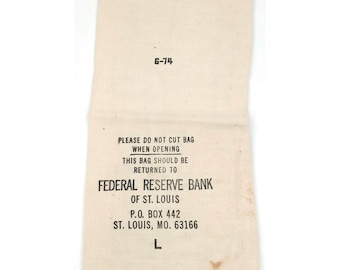 6-74
PLEASE DO NOT CUT BAG
WHEN OPENING
THIS BAG SHOULD BE
RETURNED TO
FEDERAL RESERVE BANK
OF ST. LOUIS
P.O. BOX 442
ST. LOUIS, MO. 63166
L